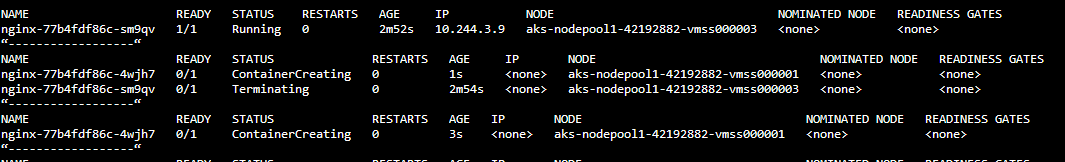 NAME READY STATUS RESTARTS AGE IP NODE NOMINATED NODE READINESS GATES
nginx-77b4fdf86c-sm9qv 1/1 Running 0 2m52s 10.244.3.9 aks-nodepool1-42192882-vmss000003 <none> <none>
“-------------------“
NAME READY STATUS RESTARTS AGE IP NODE NOMINATED NODE READINESS GATES
nginx-77b4fdf86c-4wjh7 0/1 ContainerCreating 0 1s <none> aks-nodepool1-42192882-vmss000001 <none> <none>
nginx-77b4fdf86c-sm9qv 0/1 Terminating 0 2m54s <none> aks-nodepool1-42192882-vmss000003 <none> <none>
“-------------------“
NAME READY STATUS RESTARTS AGE IP NODE NOMINATED NODE READINESS GATES
nginx-77b4fdf86c-4wjh7 0/1 ContainerCreating 0 3s <none> aks-nodepool1-42192882-vmss000001 <none> <none>
“-------------------“